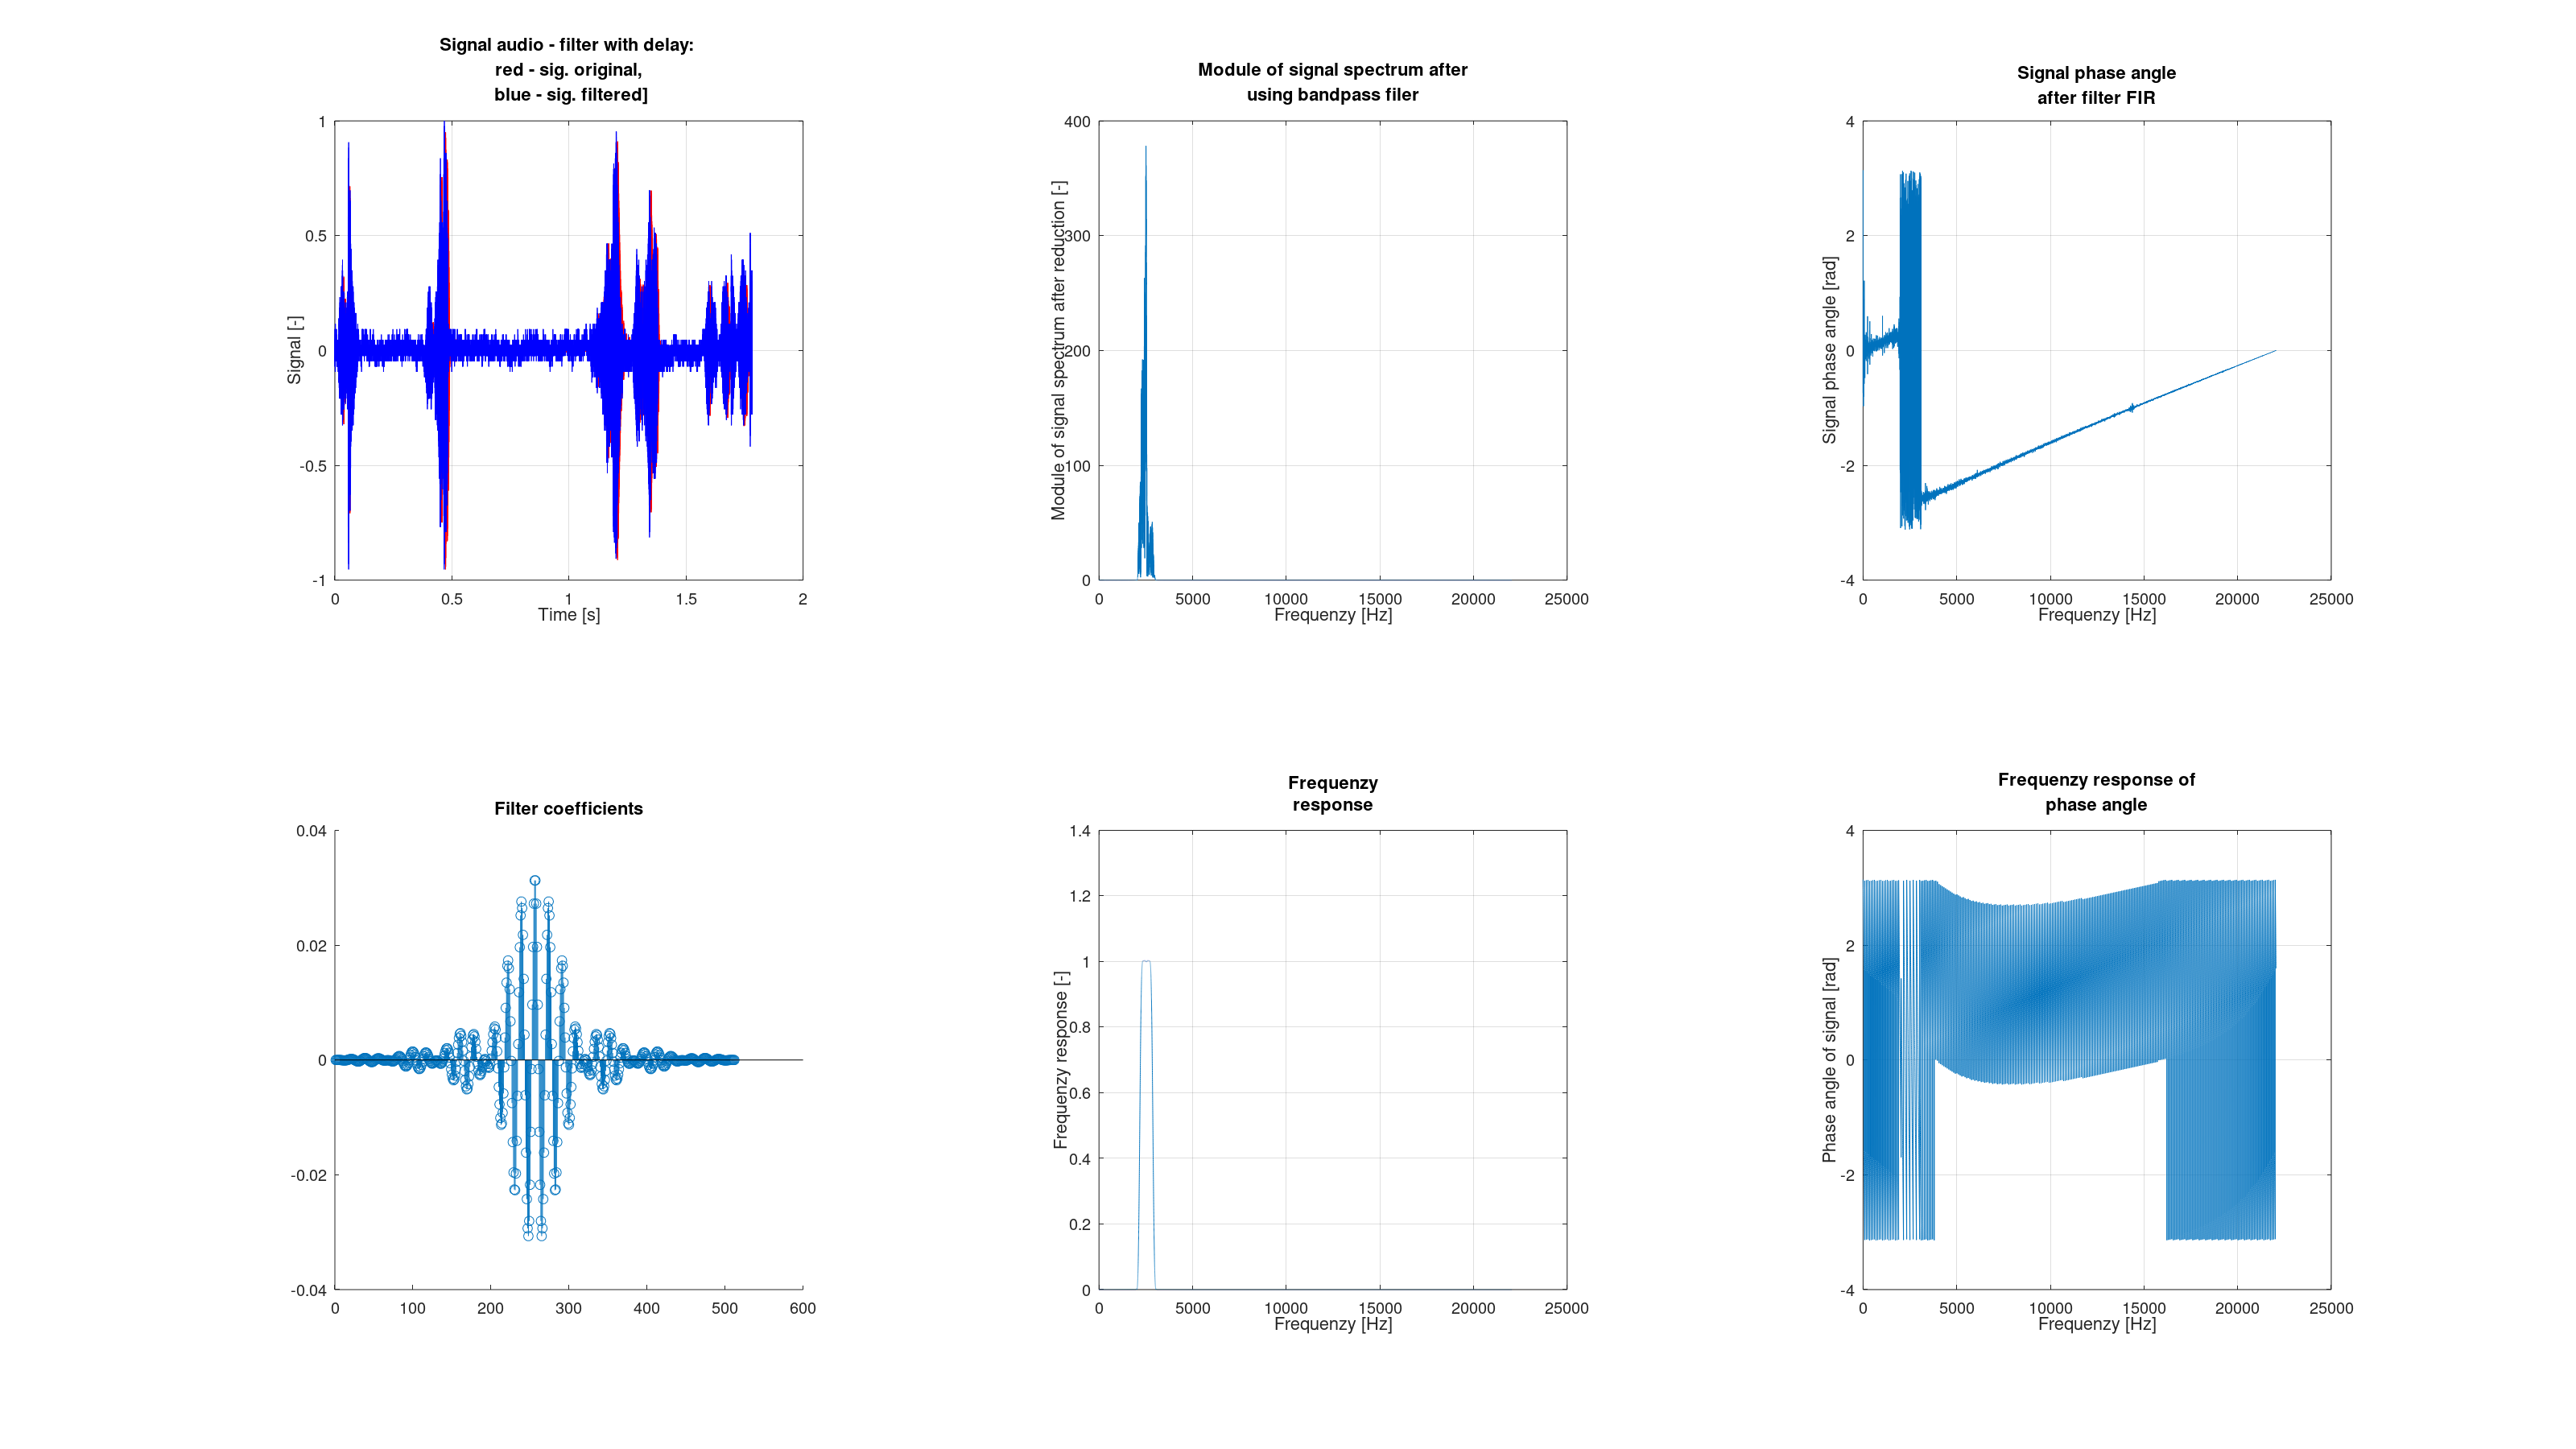 Signal audio - filter with delay:
red - sig. original,
blue - sig. filtered]
1
0.5
0
-0.5
-1
Signal [-]
0 0.5 1 1.5 2
Time [s]
Module of signal spectrum after
using bandpass filer
400
300
200
100
0
Module of signal spectrum after reduction [-]
0 5000 10000 15000 20000 25000
Frequenzy [Hz]
Signal phase angle
after filter FIR
4
2
0
-2
-4
Signal phase angle [rad]
0 5000 10000 15000 20000 25000
Frequenzy [Hz]
Filter coefficients
0.04
0.02
0
-0.02
-0.04
0 100 200 300 400 500 600
Frequenzy
response
1.4
1.2
1
0.8
0.6
0.4
0.2
0
Frequenzy response [-]
0 5000 10000 15000 20000 25000
Frequenzy [Hz]
Frequenzy response of
phase angle
4
2
0
-2
-4
Phase angle of signal [rad]
0 5000 10000 15000 20000 25000
Frequenzy [Hz]